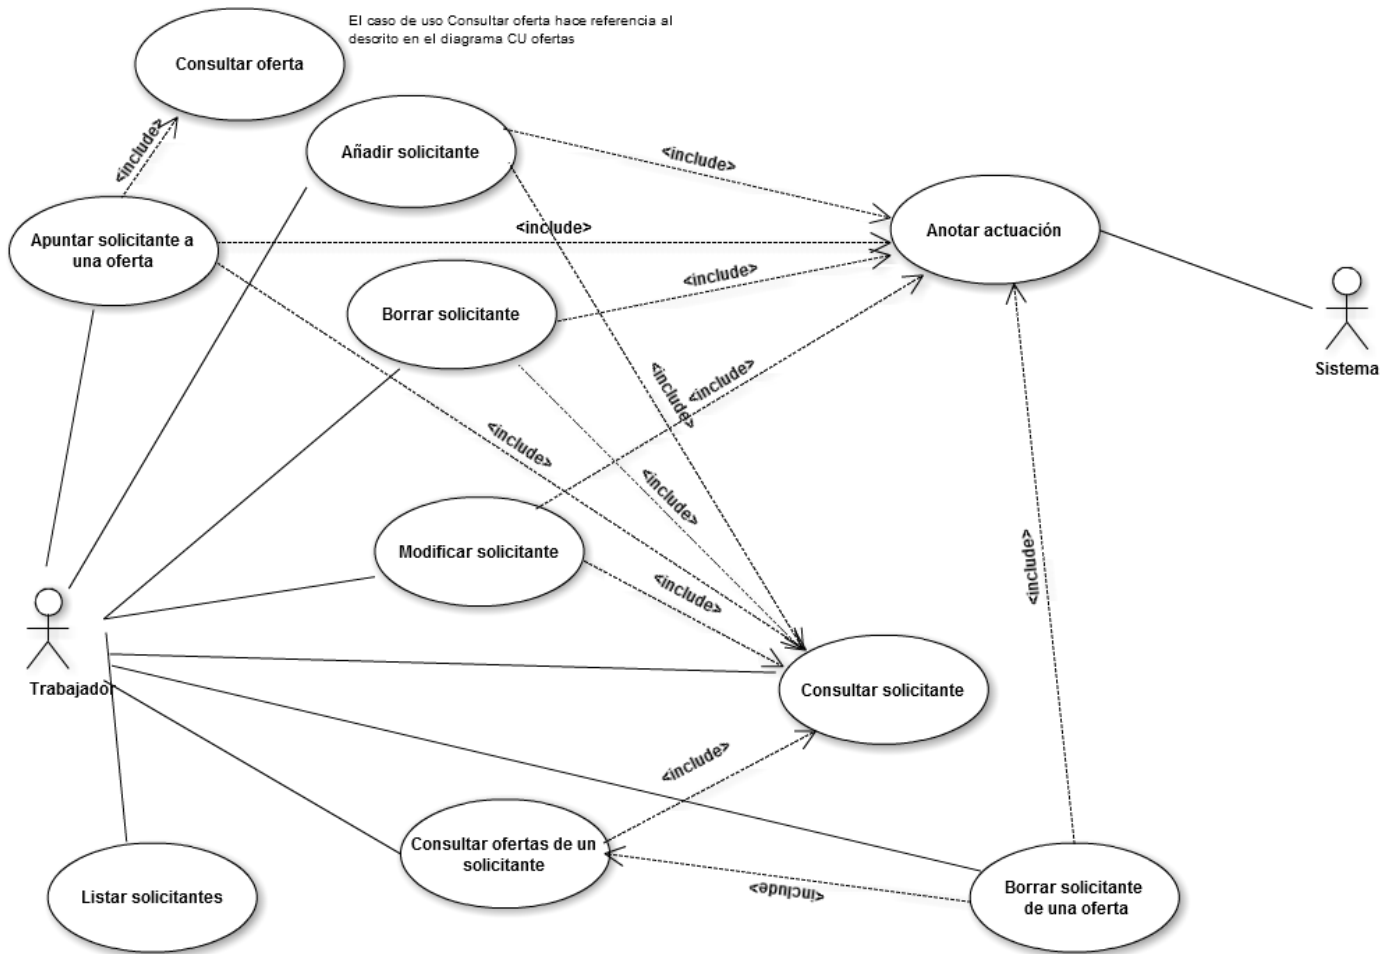 El caso de uso Consultar oferta hace referencia al
descrito en el diagrama CU ofertas
Consultar oferta
<include>
Añadir solicitante
<include>
Apuntar solicitante a
una oferta
<include>
Anotar actuación
Borrar solicitante
<include>
Sistema
<include>
<include>
<include>
<include>
Modificar solicitante
<include>
<include>
Trabajador
Consultar solicitante
<include>
Consultar ofertas de un
solicitante
<include>
Listar solicitantes
Borrar solicitante
de una oferta